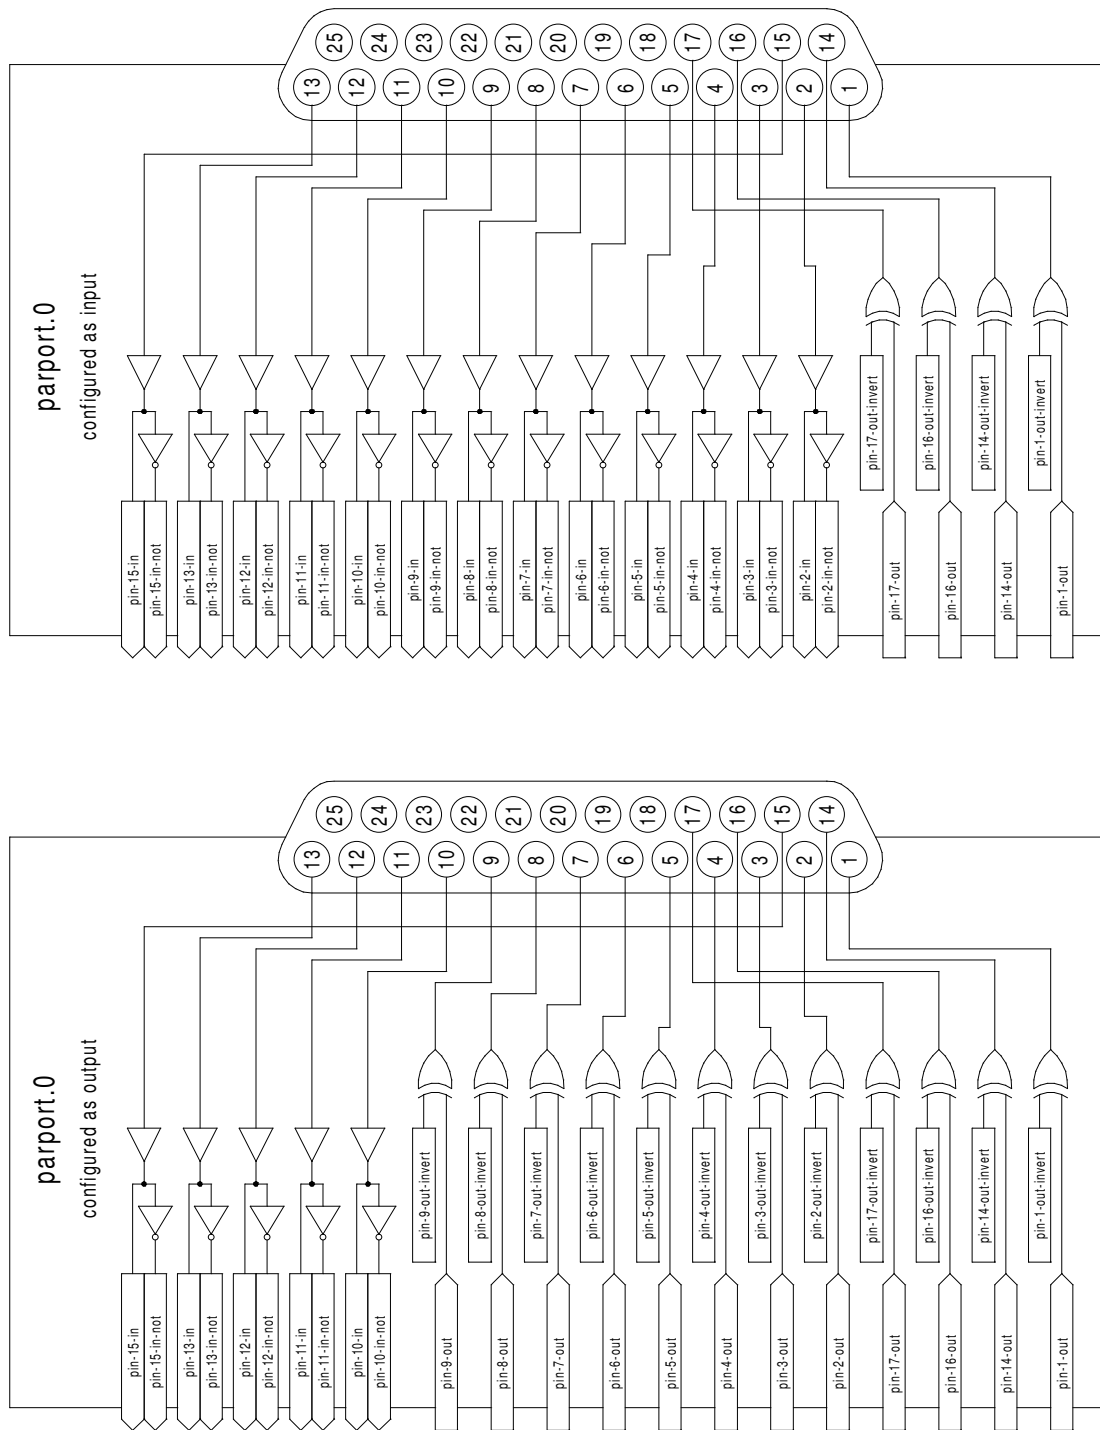 25
24
23
22
21
20
19
18
17
16
15
14
13
12
11
10
9
8
7
6
5
4
3
2
1
parport.0
configured as input
pin-17-out-invert
pin-16-out-invert
pin-14-out-invert
pin-1-out-invert
pin-15-in
pin-15-in-not
pin-13-in
pin-13-in-not
pin-12-in
pin-12-in-not
pin-11-in
pin-11-in-not
pin-10-in
pin-10-in-not
pin-9-in
pin-9-in-not
pin-8-in
pin-8-in-not
pin-7-in
pin-7-in-not
pin-6-in
pin-6-in-not
pin-5-in
pin-5-in-not
pin-4-in
pin-4-in-not
pin-3-in
pin-3-in-not
pin-2-in
pin-2-in-not
pin-17-out
pin-16-out
pin-14-out
pin-1-out
25
24
23
22
21
20
19
18
17
16
15
14
13
12
11
10
9
8
7
6
5
4
3
2
1
parport.0
configured as output
pin-9-out-invert
pin-8-out-invert
pin-7-out-invert
pin-6-out-invert
pin-5-out-invert
pin-4-out-invert
pin-3-out-invert
pin-2-out-invert
pin-17-out-invert
pin-16-out-invert
pin-14-out-invert
pin-1-out-invert
pin-15-in
pin-15-in-not
pin-13-in
pin-13-in-not
pin-12-in
pin-12-in-not
pin-11-in
pin-11-in-not
pin-10-in
pin-10-in-not
pin-9-out
pin-8-out
pin-7-out
pin-6-out
pin-5-out
pin-4-out
pin-3-out
pin-2-out
pin-17-out
pin-16-out
pin-14-out
pin-1-out